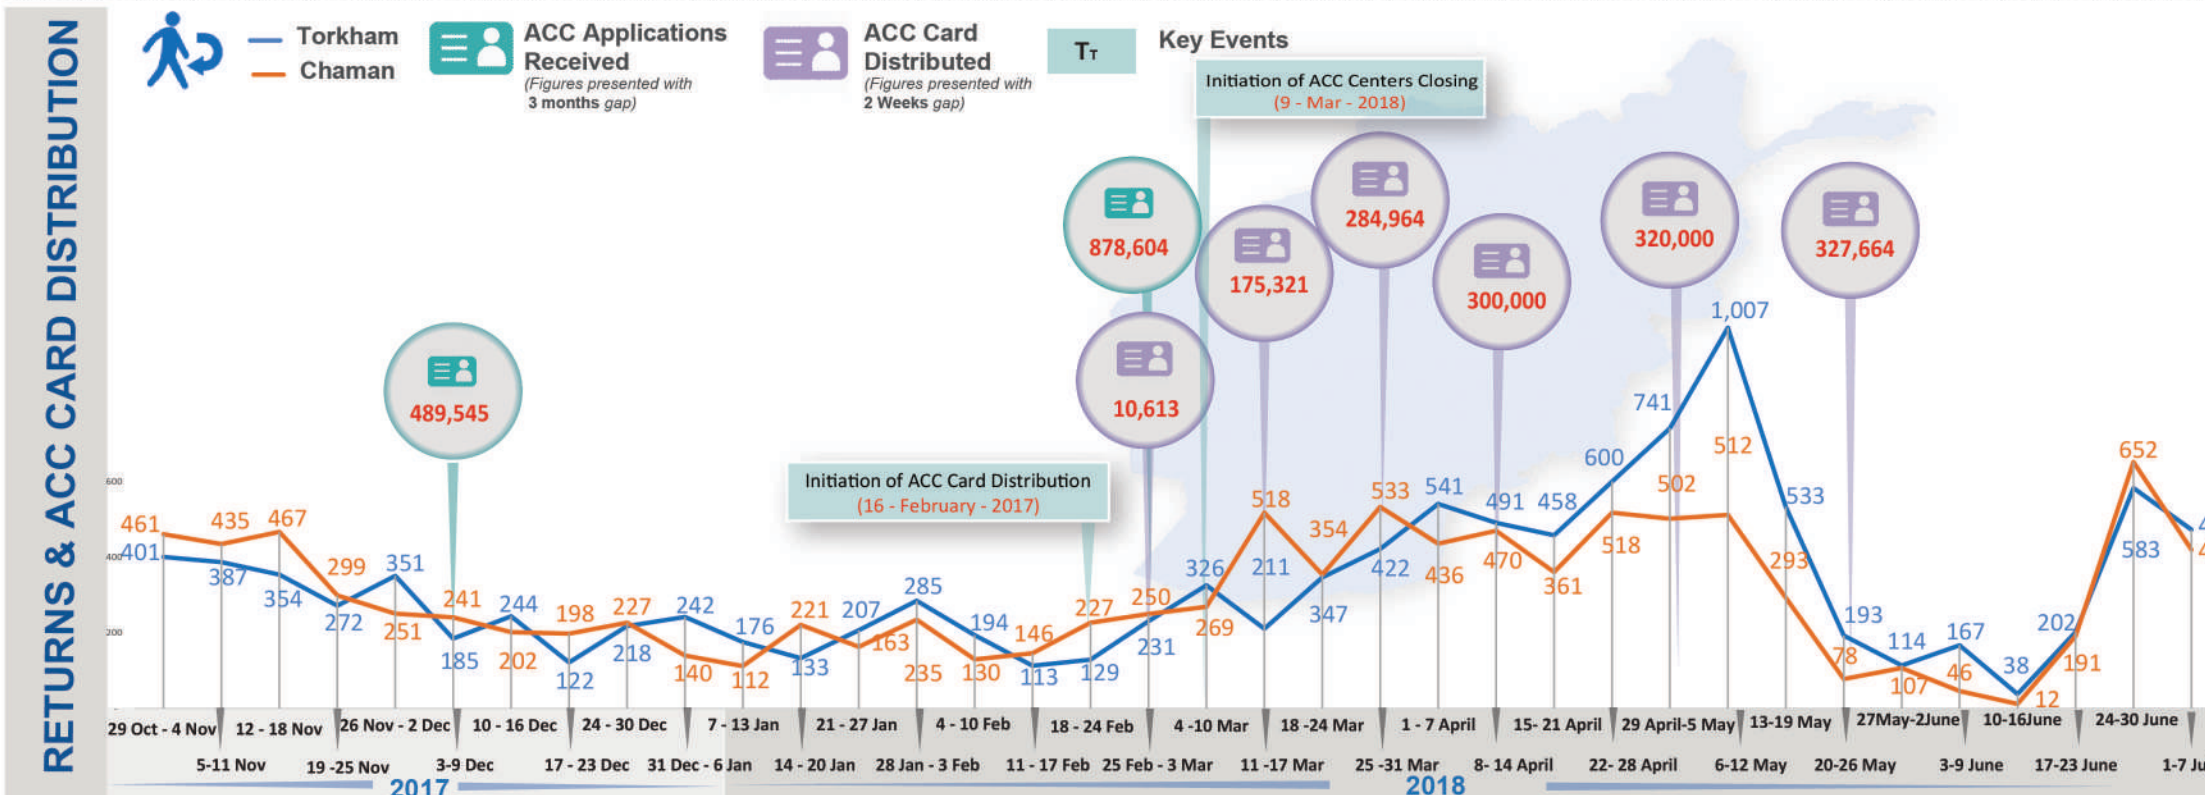 RETURNS & ACC CARD DISTRIBUTION
Torkham
Chaman
ACC Applications
Received
(Figures presented with
3 months gap)
ACC Card
Distributed
(Figures presented with
2 Weeks gap)
TT
Key Events
Initiation of ACC Centers Closing
(9 - Mar - 2018)
878,604
175,321
284,964
300,000
320,000
327,664
489,545
10,613
Initiation of ACC Card Distribution
(16 - February - 2017)
600
400
200
-
461 435 467 299 251 241 202 198 227 140 112 221 163 235 130 146 227 250 269 518 354 533 436 470 361 518 502 512 293 78 107 46 12 191 652
401 387 354 272 351 185 244 122 218 242 176 133 207 285 194 113 129 231 326 211 347 422 541 491 458 600 741 1,007 533 193 114 167 38 202 583
29 Oct - 4 Nov 12 - 18 Nov 26 Nov - 2 Dec 10 - 16 Dec 24 - 30 Dec 7 - 13 Jan 21 - 27 Jan 4 - 10 Feb 18 - 24 Feb 4 -10 Mar 18 -24 Mar 1 - 7 April 15- 21 April 29 April-5 May 13-19 May 27May-2June 10-16June 24-30 June
5-11 Nov 19 -25 Nov 3-9 Dec 17 - 23 Dec 31 Dec - 6 Jan 14 - 20 Jan 28 Jan - 3 Feb 11 - 17 Feb 25 Feb - 3 Mar 11 -17 Mar 25 -31 Mar 8- 14 April 22- 28 April 6-12 May 20-26 May 3-9 June 17-23 June 1-7
2017 2018